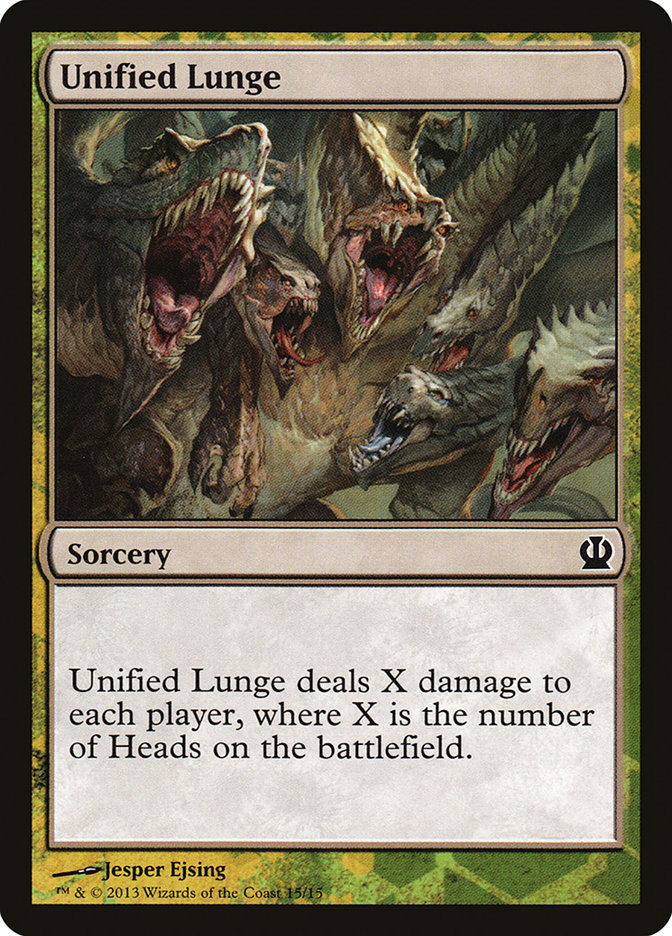 Unified Lunge
Sorcery
Unified Lunge deals X damage to
each player, where X is the number
of Heads on the battlefield.
Jesper Ejsing
™ & © 2013 Wizards of the Coast 15/15